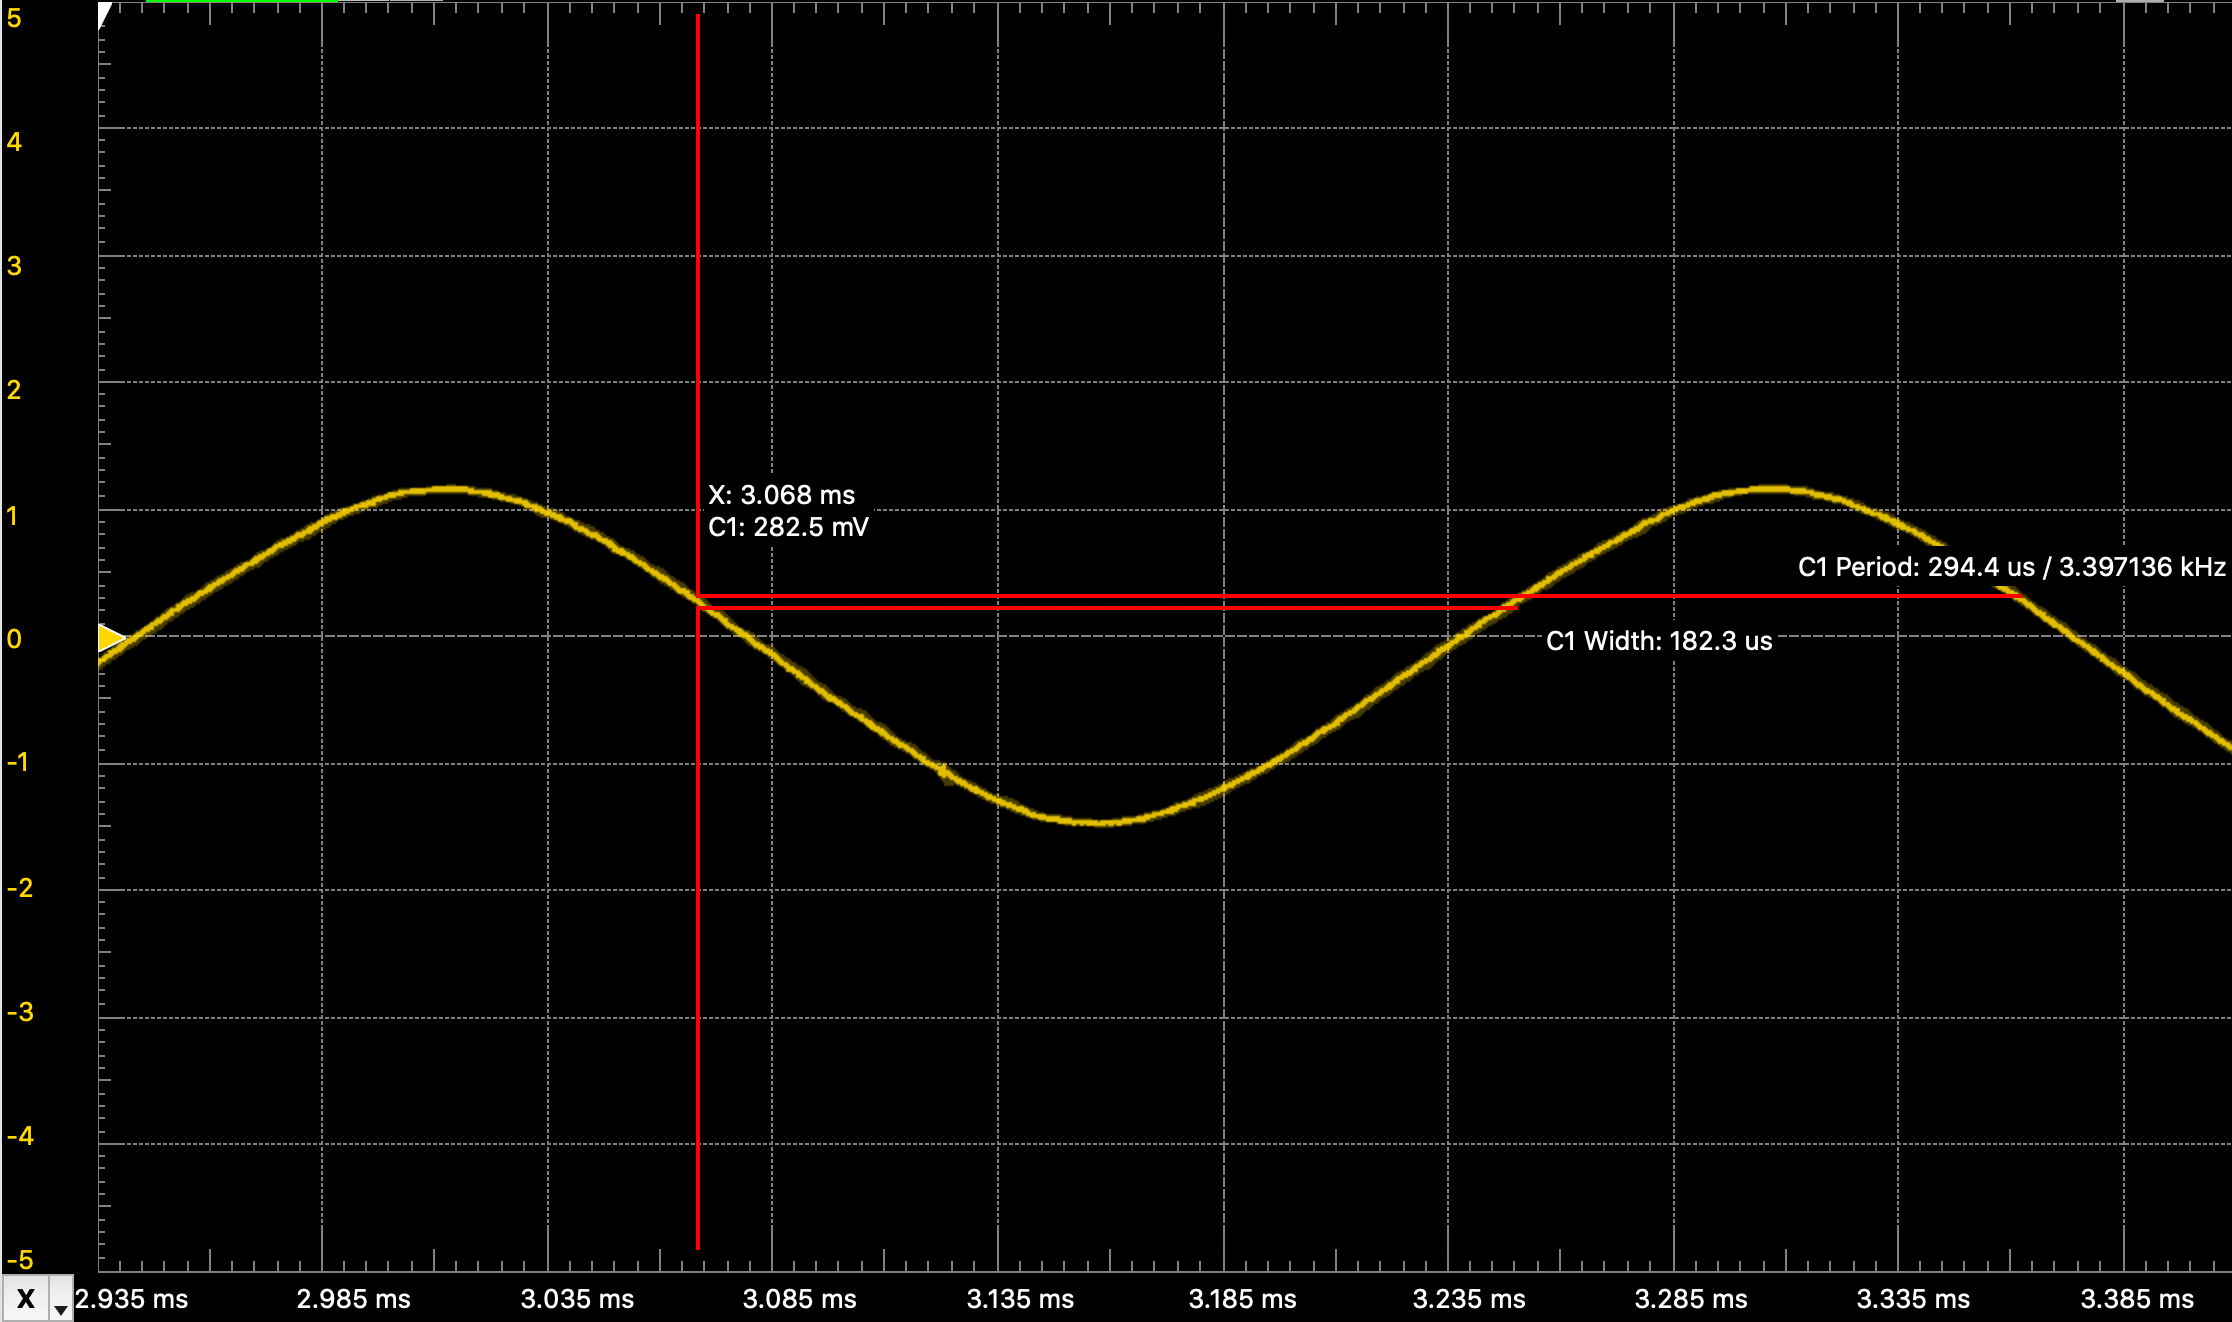 5
4
3
2
1
0
-1
-2
-3
-4
-5
X: 3.068 ms
C1: 282.5 mV
C1 Period: 294.4 us / 3.397136 kHz
C1 Width: 182.3 us
X
2.935 ms 2.985 ms 3.035 ms 3.085 ms 3.135 ms 3.185 ms 3.235 ms 3.285 ms 3.335 ms 3.385 ms